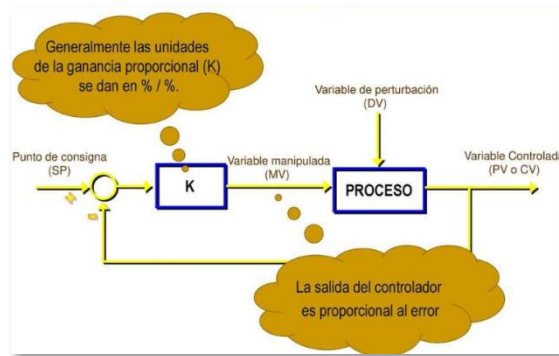 Generalmente las unidades
de la ganancia proporcional (K)
se dan en % / %.
Variable de perturbación
(DV)
Punto de consigna
(SP)
Variable manipulada
(MV)
Variable Controlada
(PV o CV)
+
-
K
PROCESO
La salida del controlador
es proporcional al error